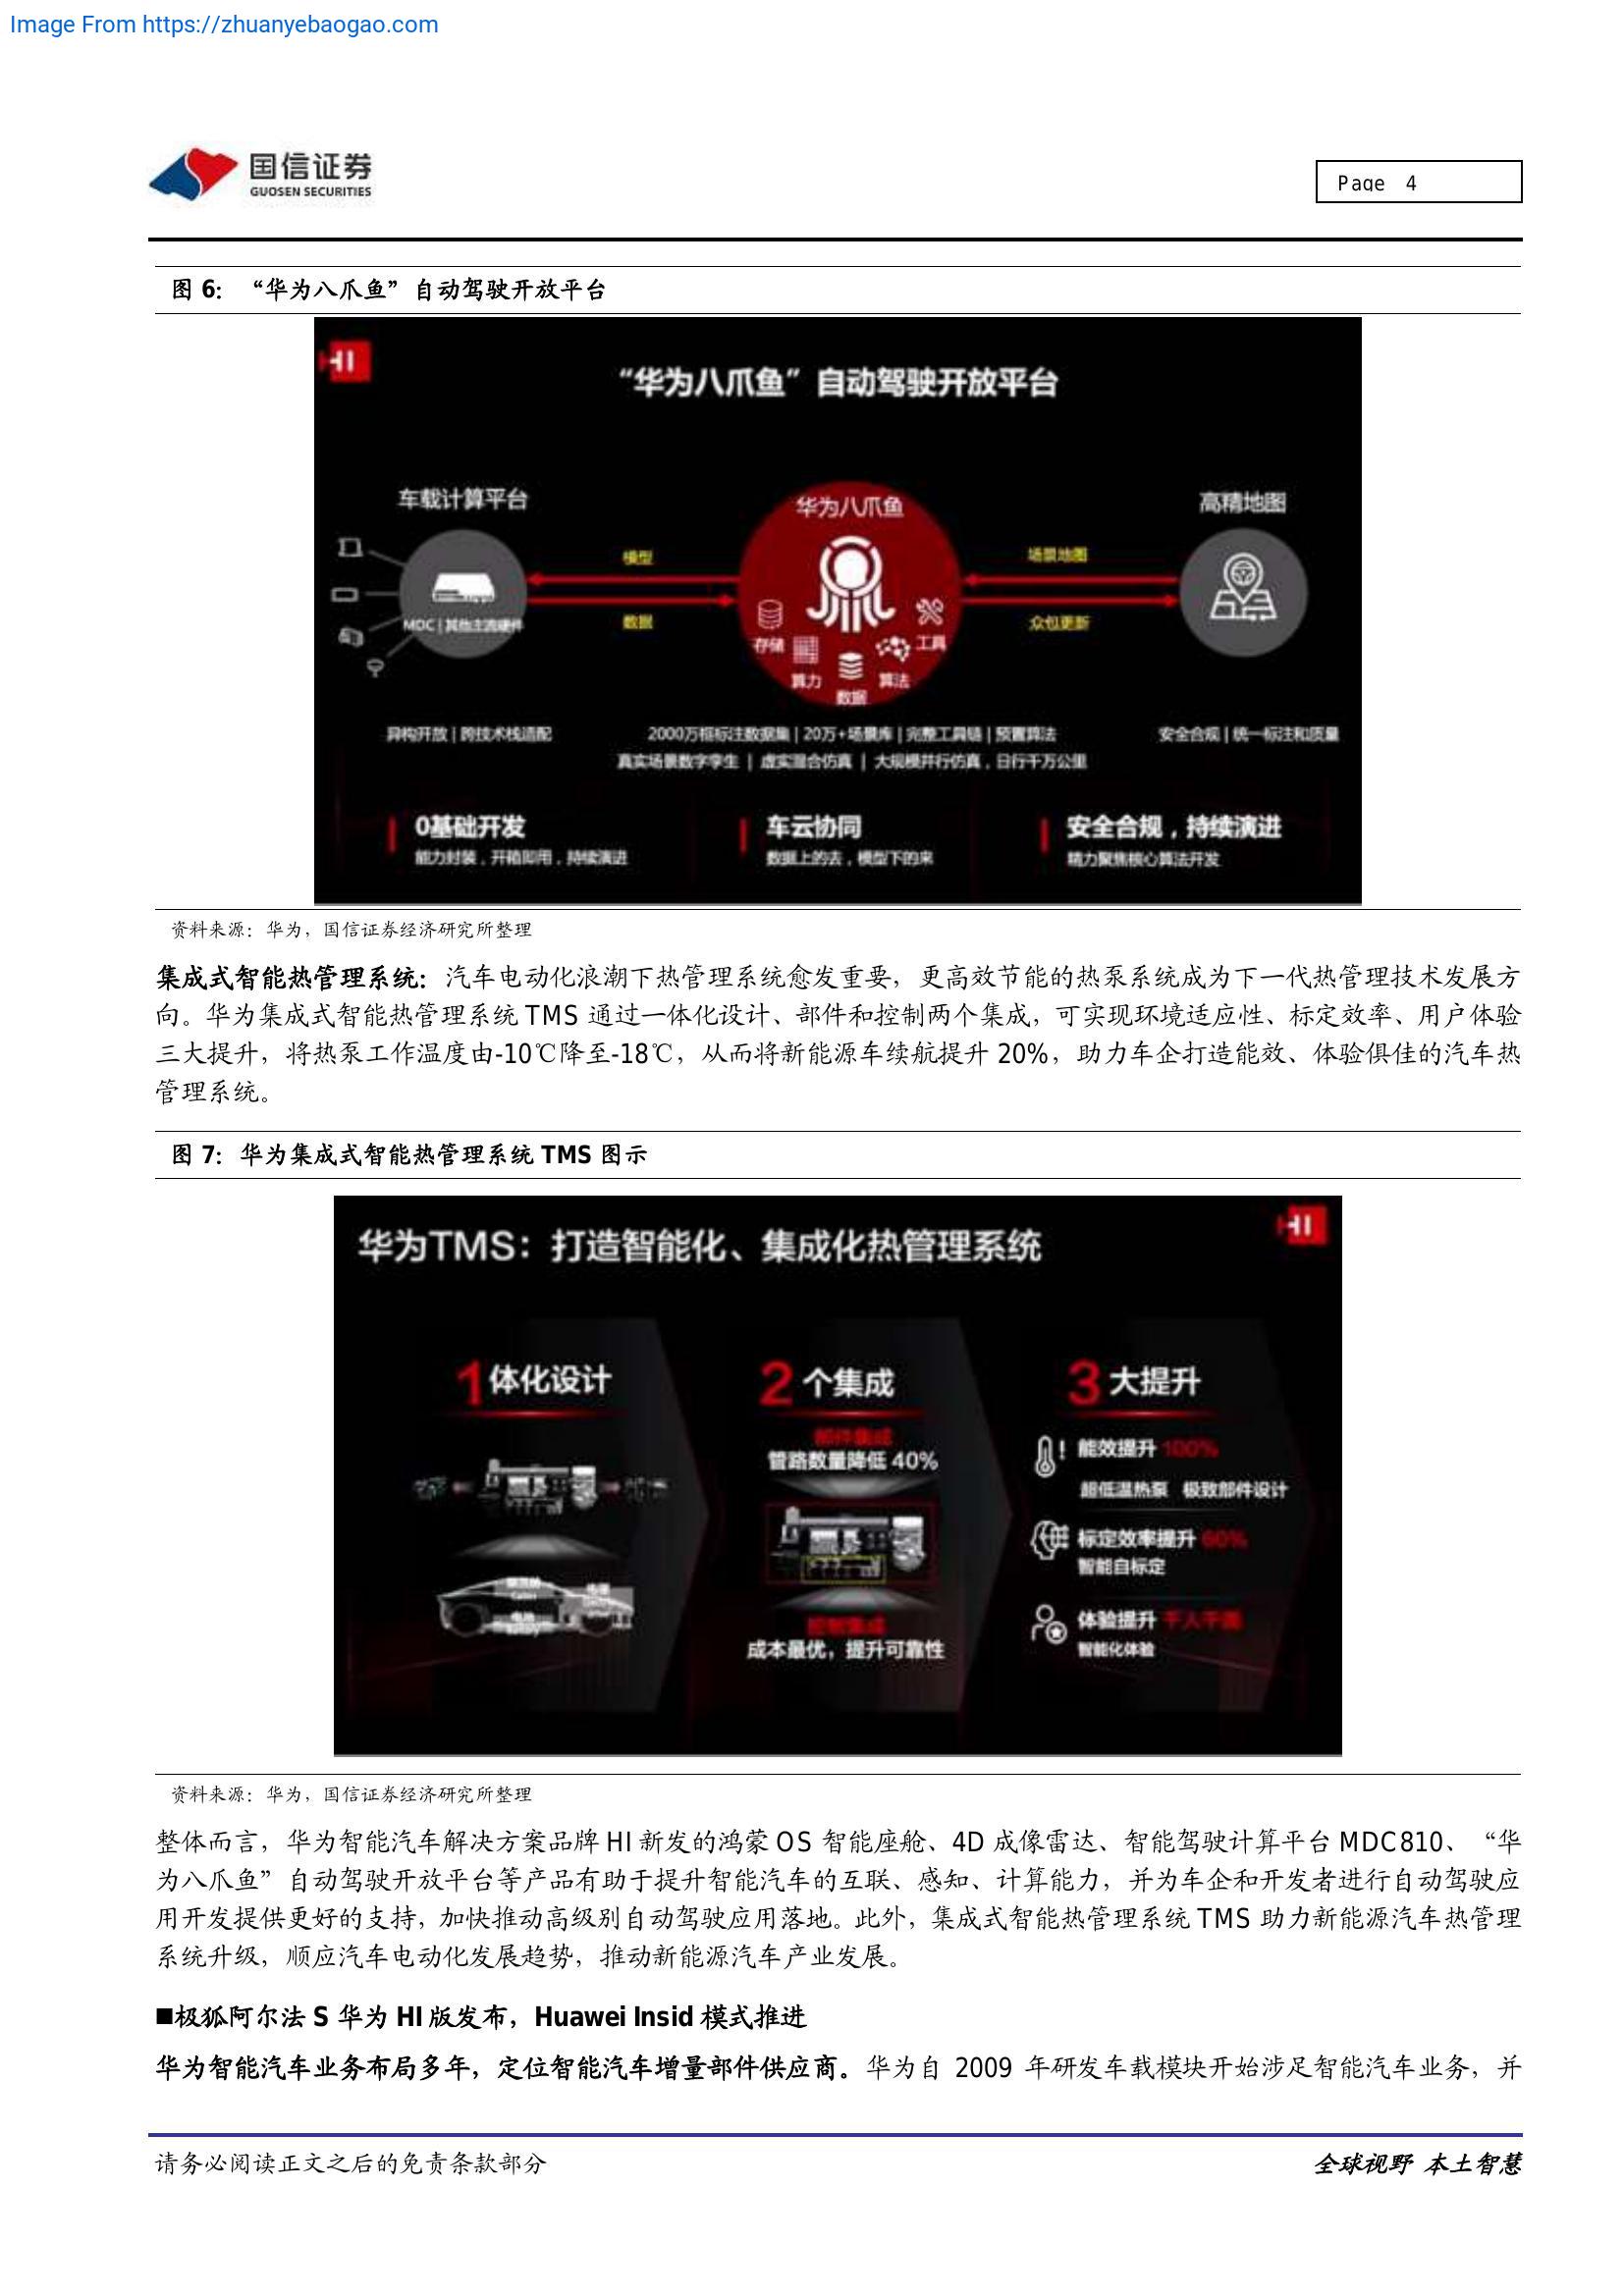 Image From https://zhuanyebaogao.com
国信证券
GUOSEN SECURITIES
Page 4
图 6： “华为八爪鱼”自动驾驶开放平台
HI
“华为八爪鱼”自动驾驶开放平台
车载计算平台
华为八爪鱼
高精地图
模型
场景地图
MDC | 其他主流硬件
数据
众包更新
存储
工具
算力
算法
数据
异构开放 | 跨技术栈适配
2000万框标注数据集 | 20万+场景库 | 完整工具链 | 预置算法
安全合规 | 统一标注和质量
真实场景数字孪生 | 虚实混合仿真 | 大规模并行仿真，日行千万公里
0基础开发
车云协同
安全合规，持续演进
能力封装，开箱即用，持续演进
数据上的去，模型下的来
精力聚焦核心算法开发
资料来源：华为，国信证券经济研究所整理
集成式智能热管理系统：汽车电动化浪潮下热管理系统愈发重要，更高效节能的热泵系统成为下一代热管理技术发展方
向。华为集成式智能热管理系统 TMS 通过一体化设计、部件和控制两个集成，可实现环境适应性、标定效率、用户体验
三大提升，将热泵工作温度由-10℃降至-18℃，从而将新能源车续航提升 20%，助力车企打造能效、体验俱佳的汽车热
管理系统。
图 7：华为集成式智能热管理系统 TMS 图示
华为TMS：打造智能化、集成化热管理系统
HI
1体化设计
2个集成
3大提升
部件集成
管路数量降低 40%
能效提升 100%
超低温热泵 极致部件设计
标定效率提升 60%
智能自标定
控制集成
成本最优，提升可靠性
体验提升 千人千面
智能化体验
资料来源：华为，国信证券经济研究所整理
整体而言，华为智能汽车解决方案品牌 HI 新发的鸿蒙 OS 智能座舱、4D 成像雷达、智能驾驶计算平台 MDC810、“华
为八爪鱼”自动驾驶开放平台等产品有助于提升智能汽车的互联、感知、计算能力，并为车企和开发者进行自动驾驶应
用开发提供更好的支持，加快推动高级别自动驾驶应用落地。此外，集成式智能热管理系统 TMS 助力新能源汽车热管理
系统升级，顺应汽车电动化发展趋势，推动新能源汽车产业发展。
■极狐阿尔法 S 华为 HI 版发布，Huawei Insid 模式推进
华为智能汽车业务布局多年，定位智能汽车增量部件供应商。华为自 2009 年研发车载模块开始涉足智能汽车业务，并
请务必阅读正文之后的免责条款部分
全球视野 本土智慧